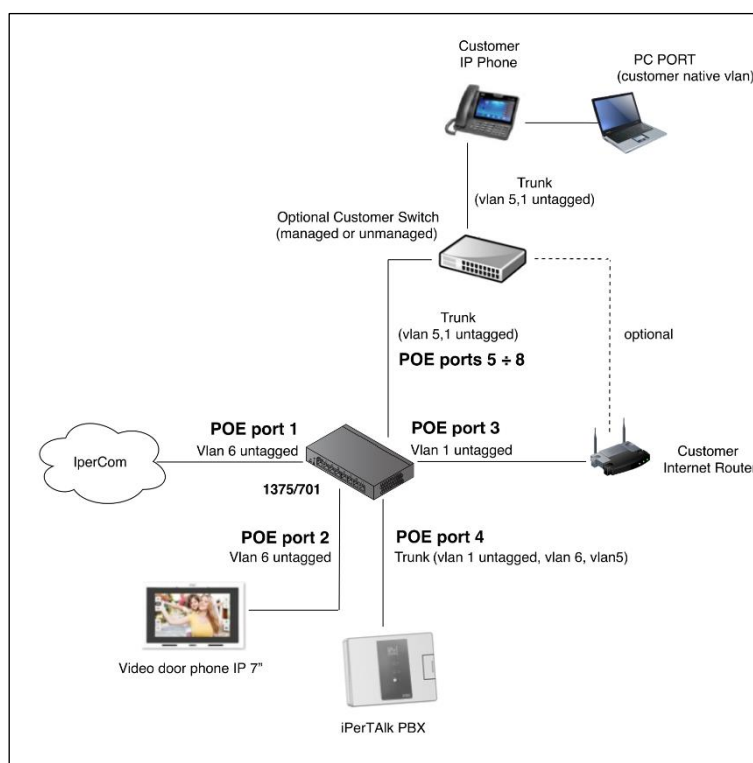 Customer
IP Phone
PC PORT
(customer native vlan)
Trunk
(vlan 5,1 untagged)
Optional Customer Switch
(managed or unmanaged)
Trunk
(vlan 5,1 untagged)
POE ports 5 ÷ 8
optional
POE port 1
Vlan 6 untagged
POE port 3
Vlan 1 untagged
IperCom
Customer
Internet Router
1375/701
POE port 2
Vlan 6 untagged
POE port 4
Trunk (vlan 1 untagged, vlan 6, vlan5)
Video door phone IP 7"
iPerTAlk PBX